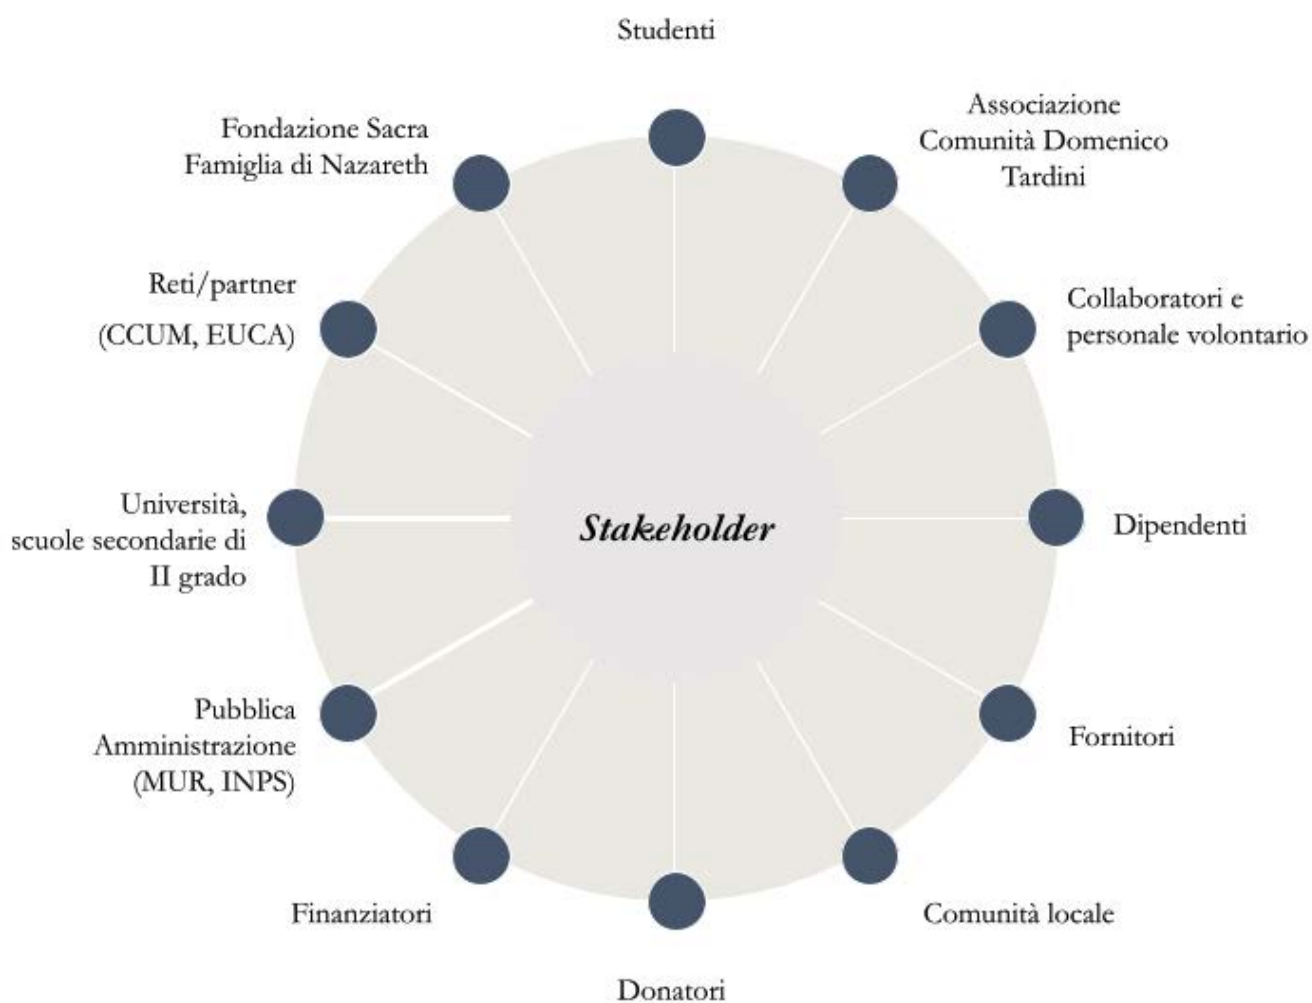 Studenti
Associazione
Comunità Domenico
Tardini
Collaboratori e
personale volontario
Dipendenti
Fornitori
Comunità locale
Donatori
Finanziatori
Pubblica
Amministrazione
(MUR, INPS)
Università,
scuole secondarie di
II grado
Reti/partner
(CCUM, EUCA)
Fondazione Sacra
Famiglia di Nazareth
Stakeholder